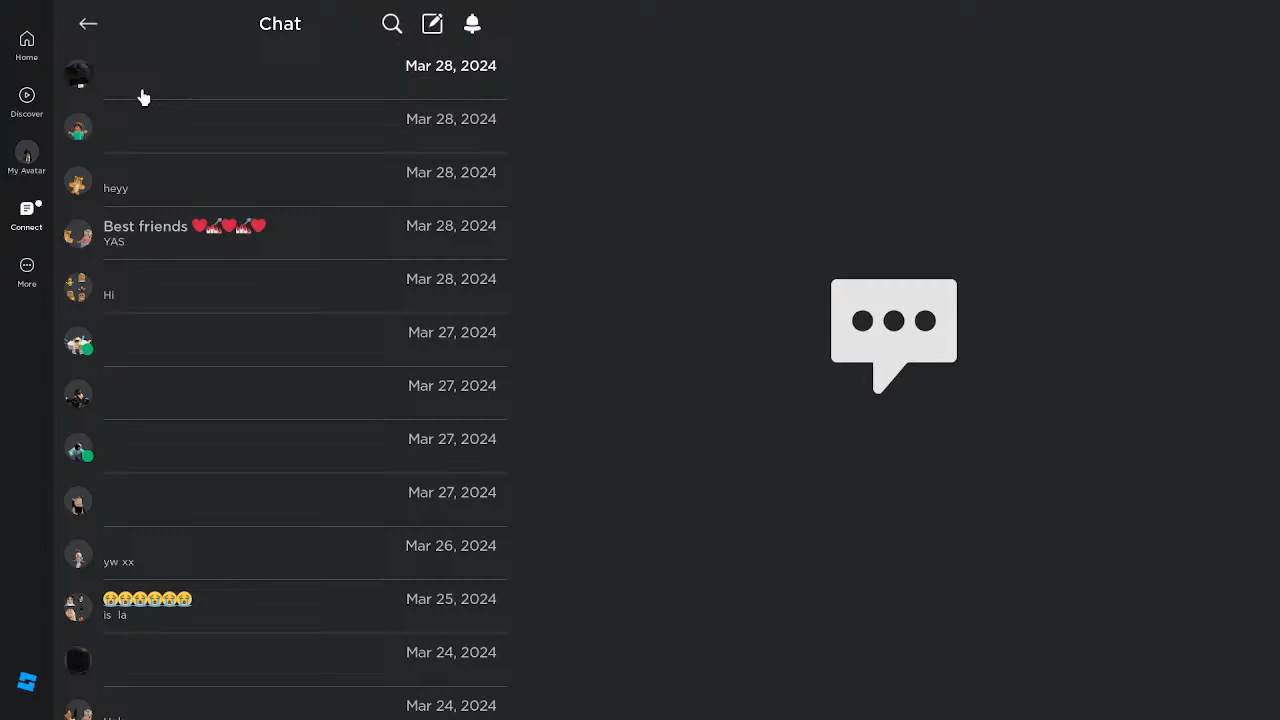 Chat
Home
Discover
My Avatar
Connect
More
Mar 28, 2024
Mar 28, 2024
Mar 28, 2024
heyy
Best friends ❤️💅❤️💅❤️
Mar 28, 2024
YAS
Mar 28, 2024
Hi
Mar 27, 2024
Mar 27, 2024
Mar 27, 2024
Mar 27, 2024
Mar 26, 2024
yw xx
😭😭😭😭😭😭
Mar 25, 2024
is la
Mar 24, 2024
Mar 24, 2024